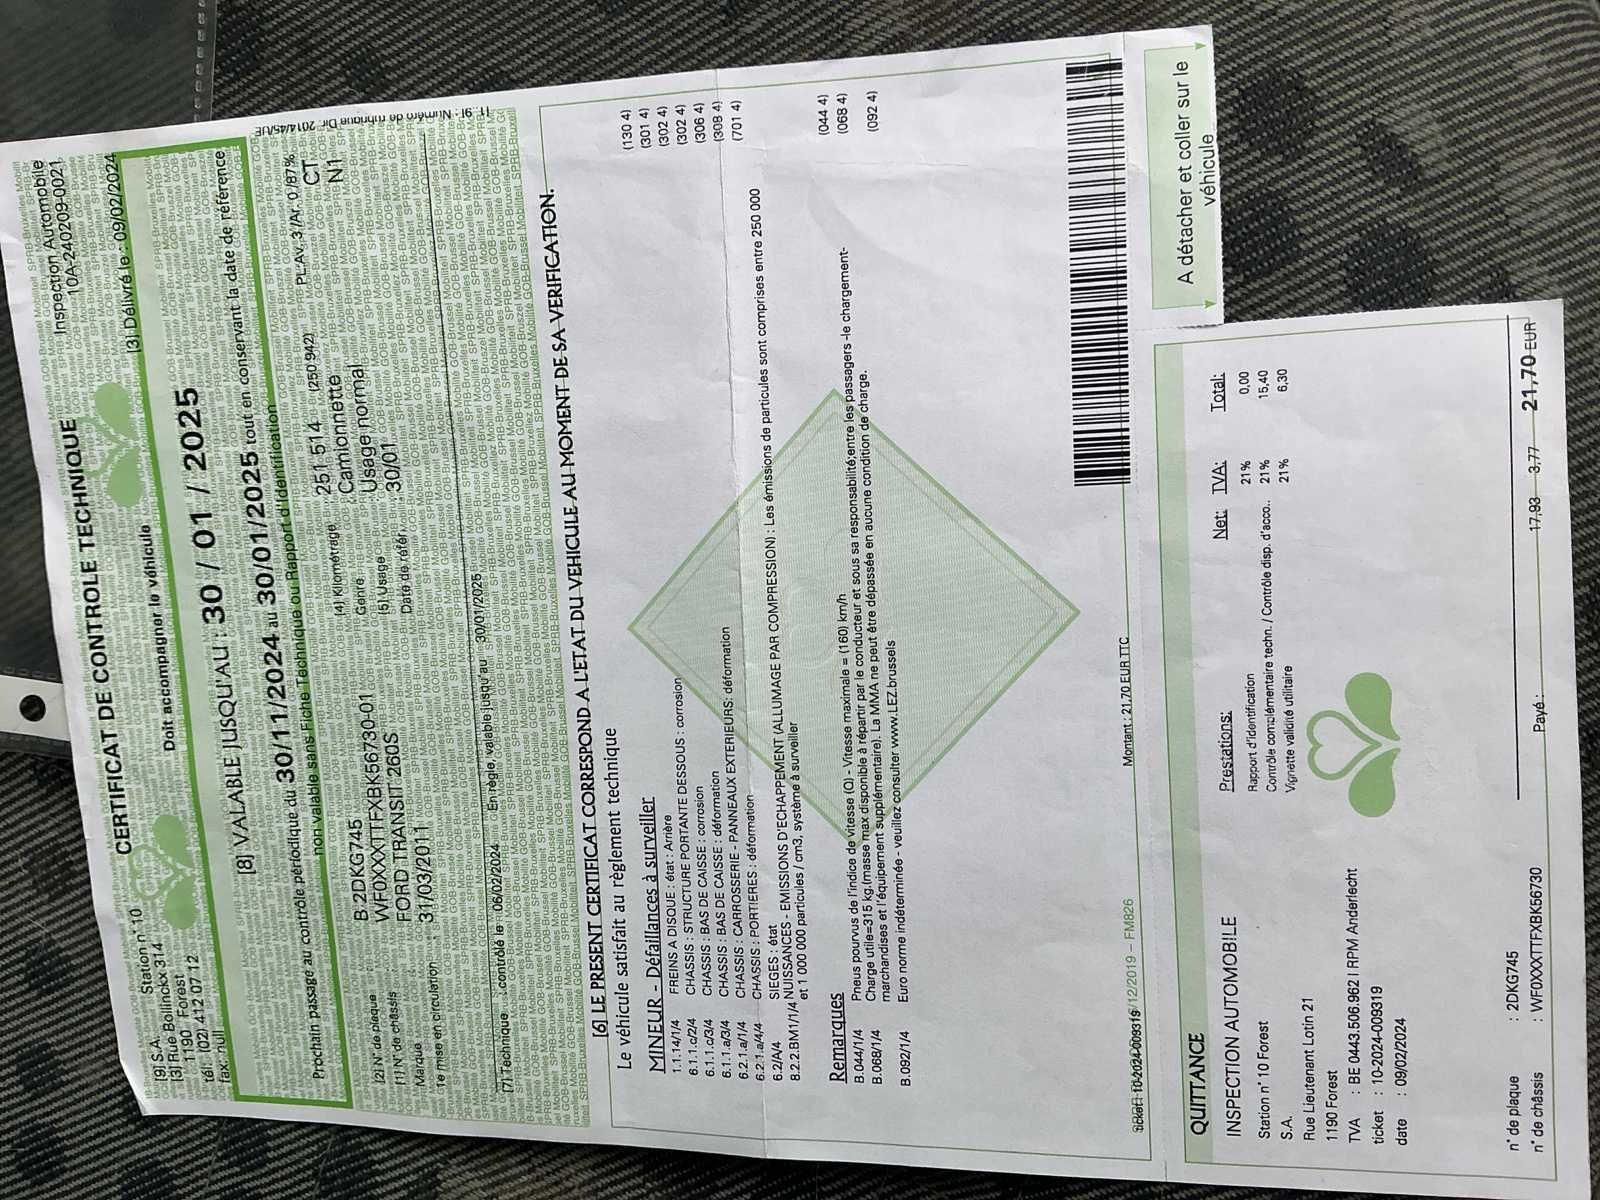 CERTIFICAT DE CONTROLE TECHNIQUE
Inspection Automobile
10A-240209-0021
[9] S.A. Station n°10
[3] Rue Bollinckx 314
1190 Forest
tél: (02) 412 07 12
fax: null
Doit accompagner le véhicule
[3] Délivré le : 09/02/2024
[8] VALABLE JUSQU'AU : 30 / 01 / 2025
Prochain passage au contrôle périodique du 30/11/2024 au 30/01/2025 tout en conservant la date de référence
non valable sans Fiche Technique ou Rapport d'Identification
[2] N° de plaque B 2DKG745
[1] N° de châssis WF0XXXTTFXBK56730-01
Marque FORD TRANSIT 260S
1e mise en circulation 31/03/2011
[4] Kilométrage 251 514 (250 942)
Genre Camionnette
[5] Usage Usage normal
Date de référ. 30/01
CT
N1
[7] Technique contrôlé le 06/02/2024 En règle, valable jusqu'au 30/01/2025
[6] LE PRESENT CERTIFICAT CORRESPOND A L'ETAT DU VEHICULE AU MOMENT DE SA VERIFICATION.
Le véhicule satisfait au règlement technique
MINEUR - Défaillances à surveiller
1.1.14/1/4 FREINS A DISQUE : état : Arrière (130 4)
6.1.1.c/2/4 CHASSIS : STRUCTURE PORTANTE DESSOUS : corrosion (301 4)
6.1.1.c/3/4 CHASSIS : BAS DE CAISSE : corrosion (302 4)
6.1.1.a/3/4 CHASSIS : BAS DE CAISSE : déformation (302 4)
6.2.1.a/1/4 CHASSIS : CARROSSERIE - PANNEAUX EXTERIEURS: déformation (306 4)
6.2.1.a/4/4 CHASSIS : PORTIERES : déformation (308 4)
6.2/A/4 SIEGES : état (701 4)
8.2.2.BM1/1/4 NUISSANCES - EMISSIONS D'ECHAPPEMENT (ALLUMAGE PAR COMPRESSION) : Les émissions de particules sont comprises entre 250 000
et 1 000 000 particules / cm3, système à surveiller
Remarques
B.044/1/4 Pneus pourvus de l'indice de vitesse (Q) - Vitesse maximale = (160) km/h (044 4)
B.068/1/4 Charge utile=315 kg.(masse max disponible à répartir par le conducteur et sous sa responsabilité,entre les passagers -le chargement- (068 4)
marchandises et l'équipement supplémentaire). La MMA ne peut être dépassée en aucune condition de charge.
B.092/1/4 Euro norme indéterminée - veuillez consulter www.LEZ.brussels (092 4)
ticket : 10-2024-009319
/12/2019 – FM826
Montant : 21,70 EUR TTC
A détacher et coller sur le
véhicule
QUITTANCE
INSPECTION AUTOMOBILE
Station n° 10 Forest
S.A.
Rue Lieutenant Lotin 21
1190 Forest
TVA : BE 0443.506.962 I RPM Anderlecht
ticket : 10-2024-009319
date : 09/02/2024
n° de plaque : 2DKG745
n° de châssis : WF0XXXTTFXBK56730
Prestations: Net: TVA: Total:
Rapport d'identification 21% 0,00
Contrôle complémentaire techn. / Contrôle disp. d'acco.. 21% 15,40
Vignette validité utilitaire 21% 6,30
Payé : 17,93 3,77 21,70 EUR